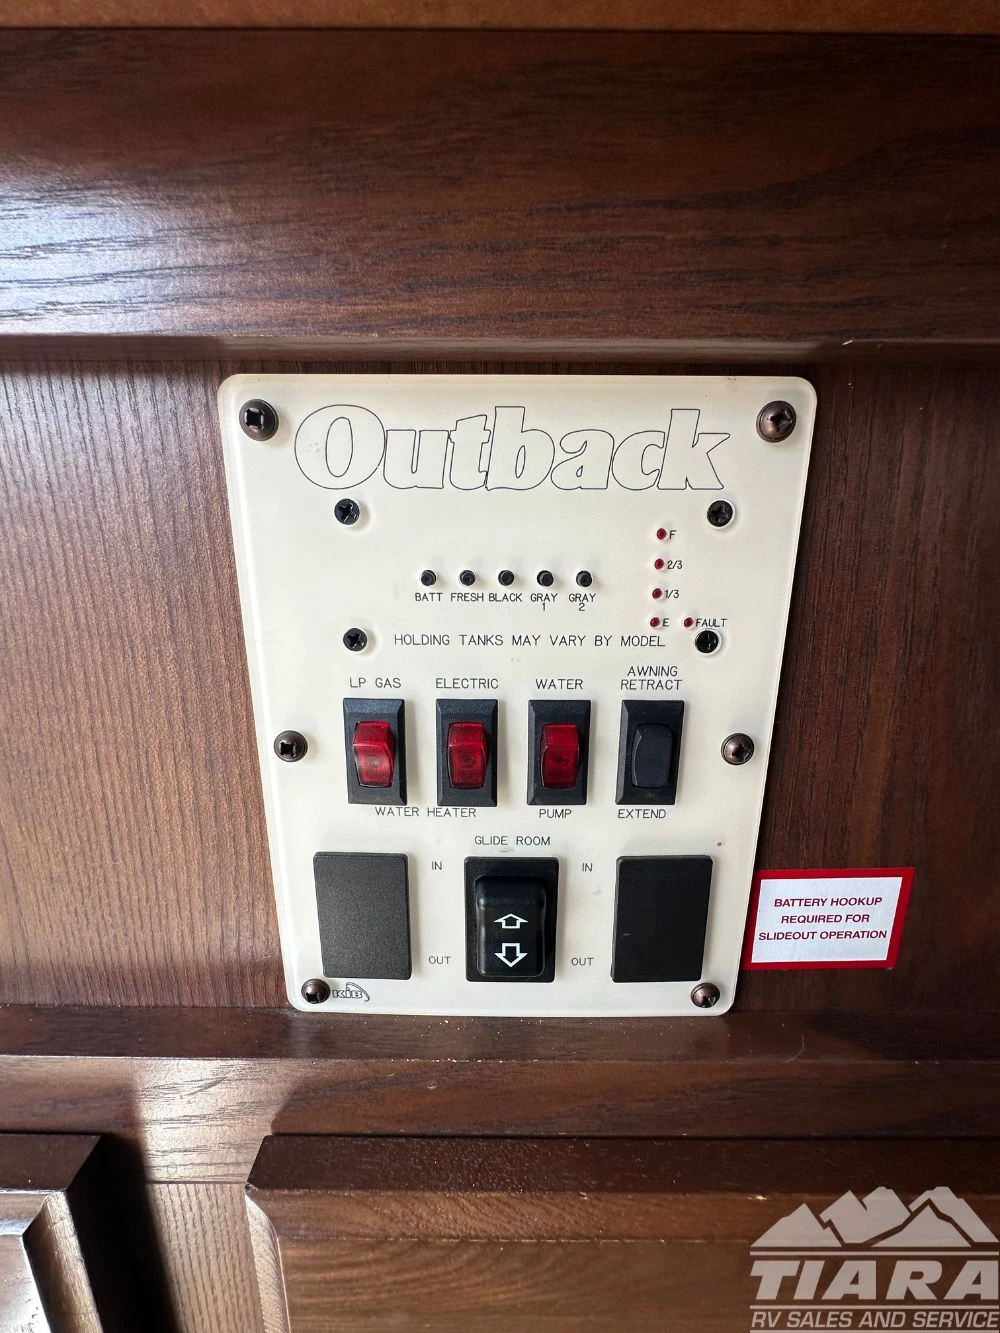 Outback
F
2/3
1/3
E FAULT
BATT FRESH BLACK GRAY 1 GRAY 2
HOLDING TANKS MAY VARY BY MODEL
LP GAS ELECTRIC WATER AWNING RETRACT
WATER HEATER PUMP EXTEND
GLIDE ROOM
IN IN
OUT OUT
KIB
BATTERY HOOKUP
REQUIRED FOR
SLIDEOUT OPERATION
TIARA
RV SALES AND SERVICE